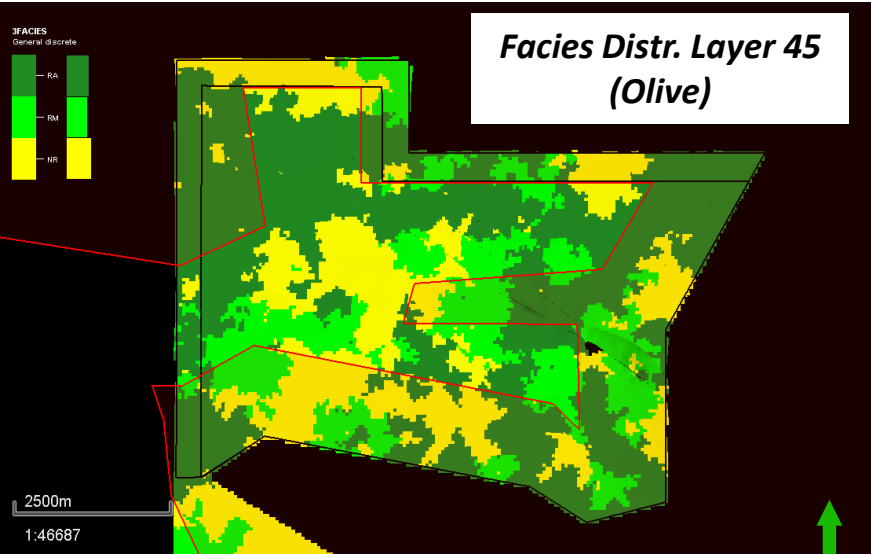 3FACIES
General discrete
RA
RM
NR
Facies Distr. Layer 45
(Olive)
2500m
1:46687